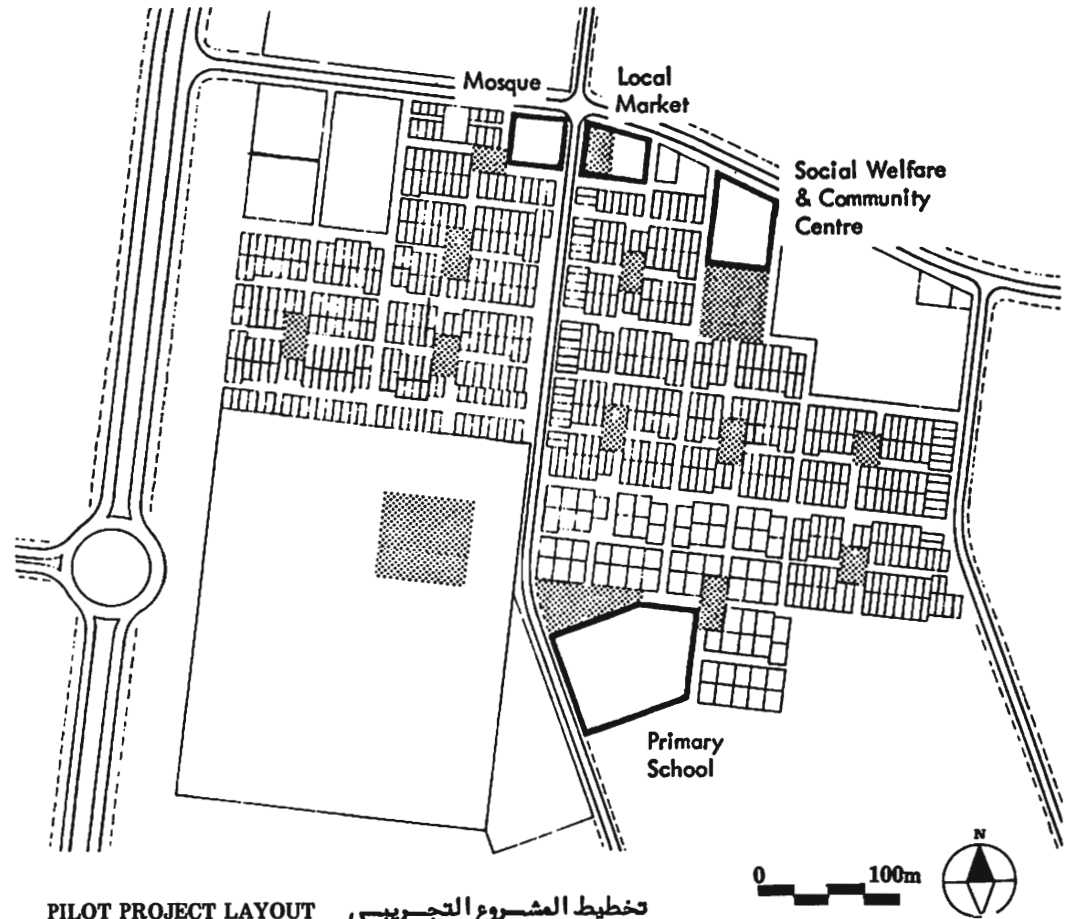 Mosque
Local
Market
Social Welfare
& Community
Centre
Primary
School
N
0 100m
PILOT PROJECT LAYOUT تخطيط المشروع التجريبي